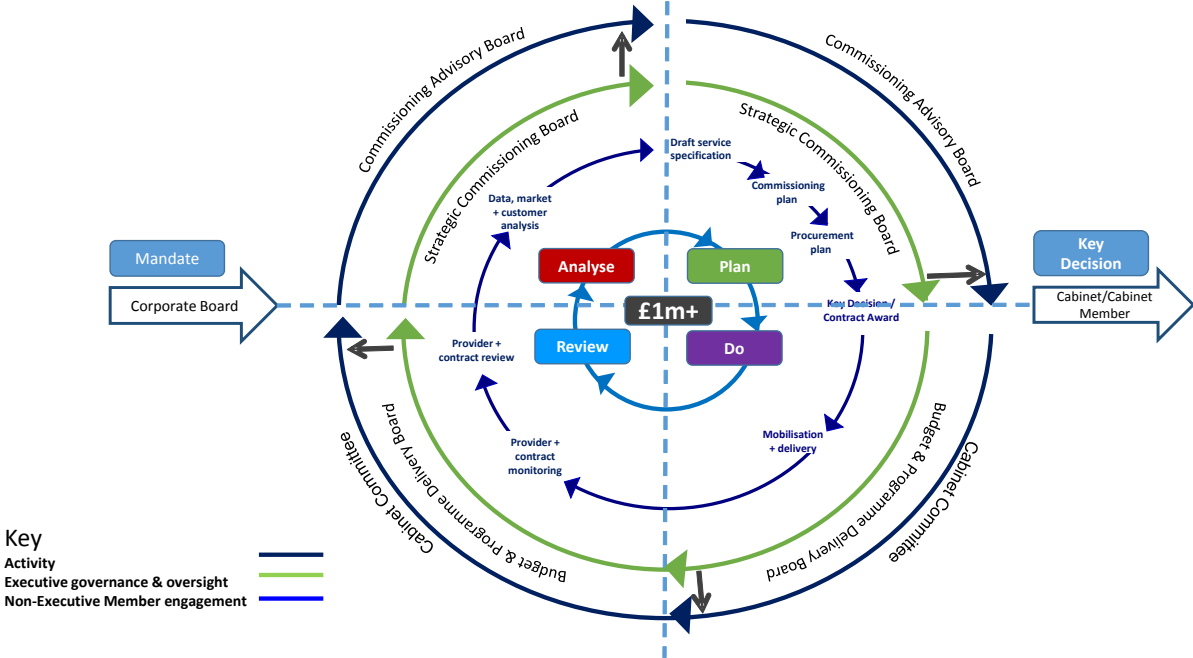 Commissioning Advisory Board
Commissioning Advisory Board
Strategic Commissioning Board
Strategic Commissioning Board
Draft service
specification
Commissioning
plan
Data, market
+ customer
analysis
Procurement
plan
Mandate
Corporate Board
Analyse
Plan
Key
Decision
Cabinet/Cabinet
Member
£1m+
Key Decision /
Contract Award
Provider +
contract review
Review
Do
Mobilisation
+ delivery
Provider +
contract
monitoring
Budget & Programme Delivery Board
Budget & Programme Delivery Board
Cabinet Committee
Cabinet Committee
Key
Activity
Executive governance & oversight
Non-Executive Member engagement